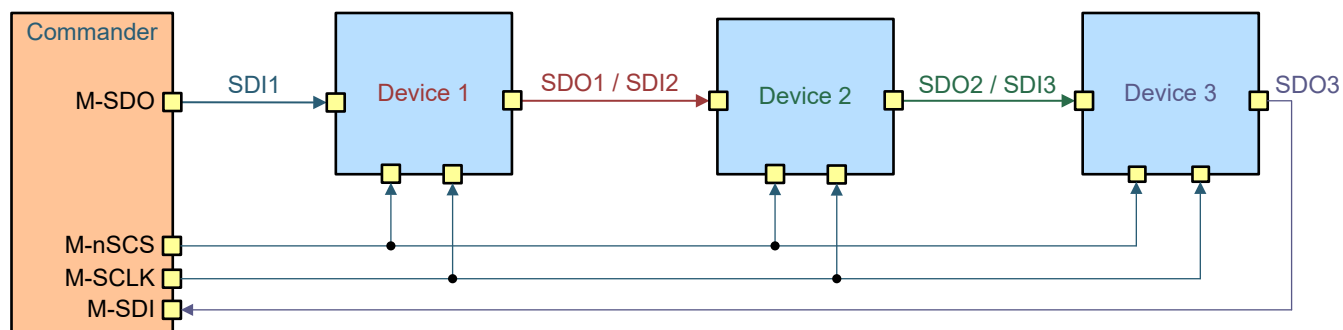 Commander
M-SDO
SDI1
Device 1
SDO1 / SDI2
Device 2
SDO2 / SDI3
Device 3
SDO3
M-nSCS
M-SCLK
M-SDI